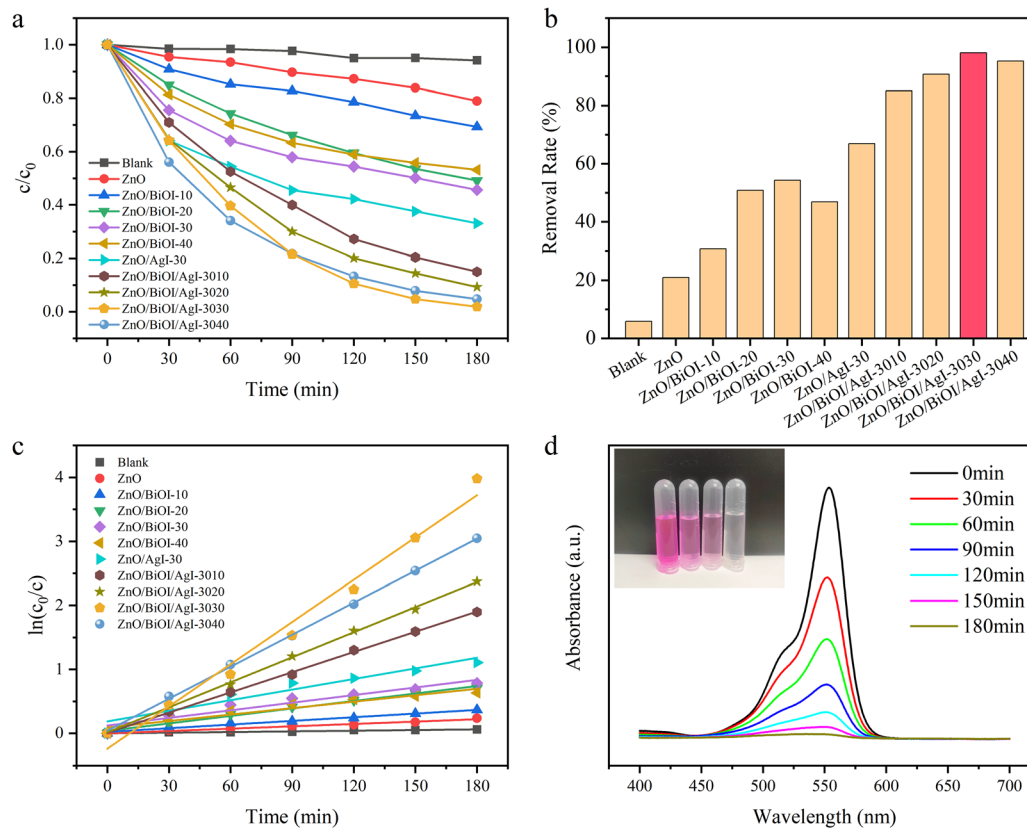 a
c/c0
1.0
0.8
0.6
0.4
0.2
0.0
Blank
ZnO
ZnO/BiOI-10
ZnO/BiOI-20
ZnO/BiOI-30
ZnO/BiOI-40
ZnO/AgI-30
ZnO/BiOI/AgI-3010
ZnO/BiOI/AgI-3020
ZnO/BiOI/AgI-3030
ZnO/BiOI/AgI-3040
0 30 60 90 120 150 180
Time (min)
b
Removal Rate (%)
100
80
60
40
20
0
Blank
ZnO
ZnO/BiOI-10
ZnO/BiOI-20
ZnO/BiOI-30
ZnO/BiOI-40
ZnO/AgI-30
ZnO/BiOI/AgI-3010
ZnO/BiOI/AgI-3020
ZnO/BiOI/AgI-3030
ZnO/BiOI/AgI-3040
c
ln(c0/c)
4
3
2
1
0
Blank
ZnO
ZnO/BiOI-10
ZnO/BiOI-20
ZnO/BiOI-30
ZnO/BiOI-40
ZnO/AgI-30
ZnO/BiOI/AgI-3010
ZnO/BiOI/AgI-3020
ZnO/BiOI/AgI-3030
ZnO/BiOI/AgI-3040
0 30 60 90 120 150 180
Time (min)
d
Absorbance (a.u.)
0min
30min
60min
90min
120min
150min
180min
400 450 500 550 600 650 700
Wavelength (nm)